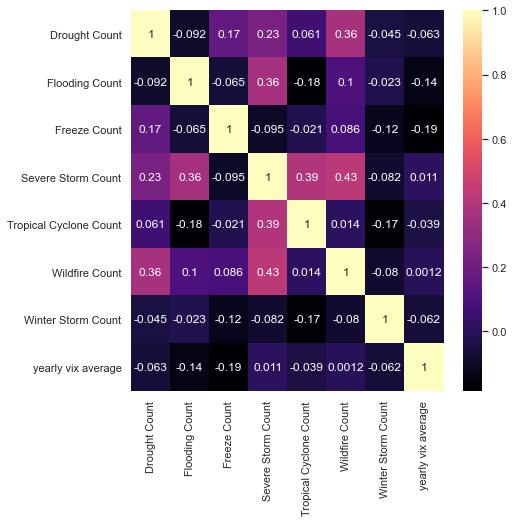 Drought Count 1 -0.092 0.17 0.23 0.061 0.36 -0.045 -0.063
Flooding Count -0.092 1 -0.065 0.36 -0.18 0.1 -0.023 -0.14
Freeze Count 0.17 -0.065 1 -0.095 -0.021 0.086 -0.12 -0.19
Severe Storm Count 0.23 0.36 -0.095 1 0.39 0.43 -0.082 0.011
Tropical Cyclone Count 0.061 -0.18 -0.021 0.39 1 0.014 -0.17 -0.039
Wildfire Count 0.36 0.1 0.086 0.43 0.014 1 -0.08 0.0012
Winter Storm Count -0.045 -0.023 -0.12 -0.082 -0.17 -0.08 1 -0.062
yearly vix average -0.063 -0.14 -0.19 0.011 -0.039 0.0012 -0.062 1
Drought Count
Flooding Count
Freeze Count
Severe Storm Count
Tropical Cyclone Count
Wildfire Count
Winter Storm Count
yearly vix average
1.0
0.8
0.6
0.4
0.2
0.0